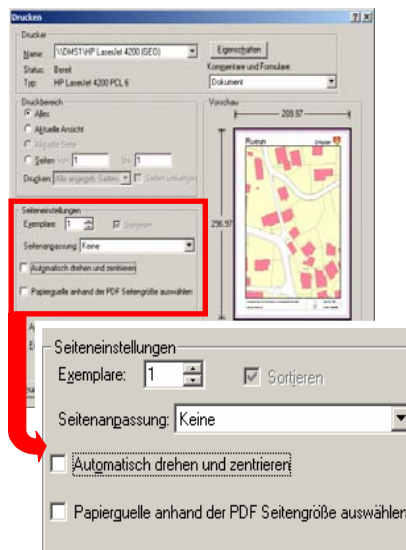 Drucken
Drucker
Name: \\DMS1\HP LaserJet 4200 (GEO)
Eigenschaften
Status: Bereit
Kommentare und Formulare:
Typ: HP LaserJet 4200 PCL 6
Dokument
Druckbereich
Vorschau
Alles
209.97
Aktuelle Ansicht
Aktuelle Seite
Seiten von: 1 bis: 1
Drucken: Alle angegeb. Seiten
Seiten umkehren
Rueun
296.97
Seiteneinstellungen
Exemplare: 1
Sortieren
Seitenanpassung: Keine
Automatisch drehen und zentrieren
Papierquelle anhand der PDF Seitengröße auswählen
Seiteneinstellungen
Exemplare: 1
Sortieren
Seitenanpassung: Keine
Automatisch drehen und zentrieren
Papierquelle anhand der PDF Seitengröße auswählen